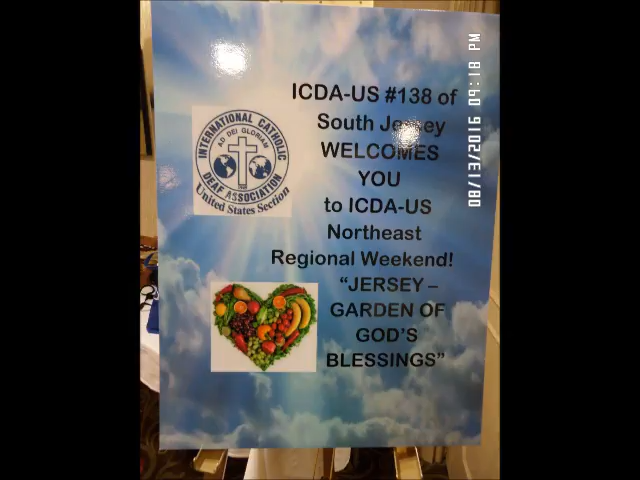 ICDA-US #138 of
South Jersey
WELCOMES
YOU
to ICDA-US
Northeast
Regional Weekend!
“JERSEY –
GARDEN OF
GOD’S
BLESSINGS”
INTERNATIONAL CATHOLIC
AD DEI GLORIAM
DEAF ASSOCIATION
United States Section
08/13/2016 09:18 PM